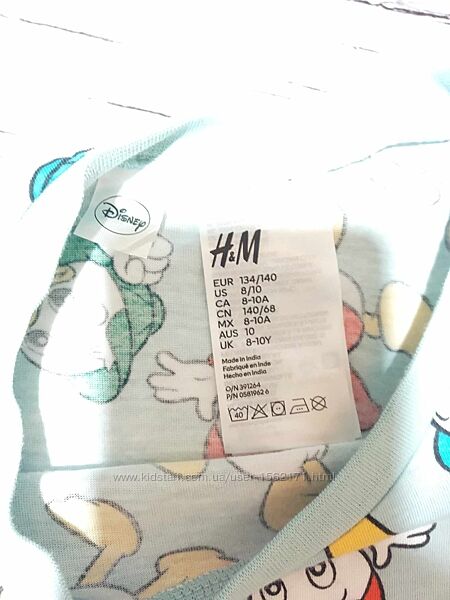 Disney
H&M
EUR 134/140
US 8/10
CA 8-10A
CN 140/68
MX 8-10A
AUS 10
UK 8-10Y
Made in India
Fabriqué en Inde
Hecho en India
O/N 391264
P/N 0581962 6
40
www.kidstaff.com.ua/user-1562471.html